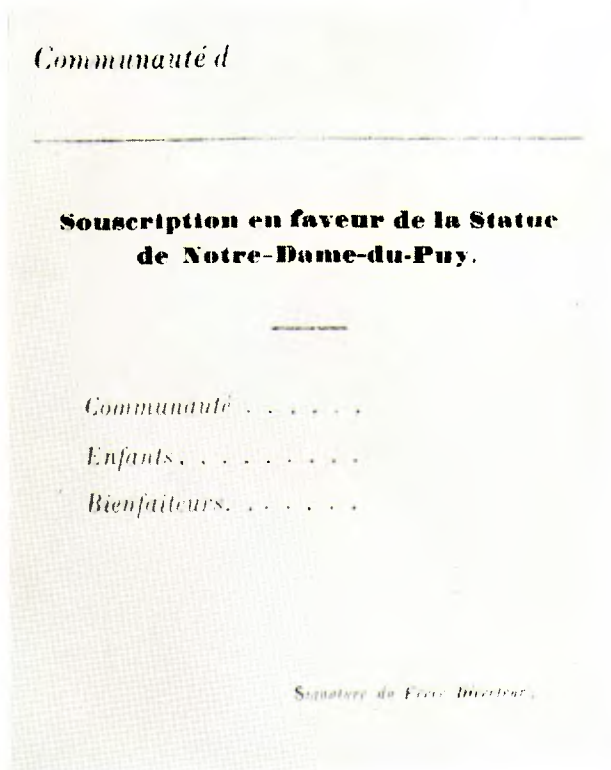 Communauté d
Souscription en faveur de la Statue
de Notre-Dame-du-Puy.
Communauté . . . . . .
Enfants. . . . . . . . . .
Bienfaiteurs. . . . . . .
Signature du Frère Directeur.